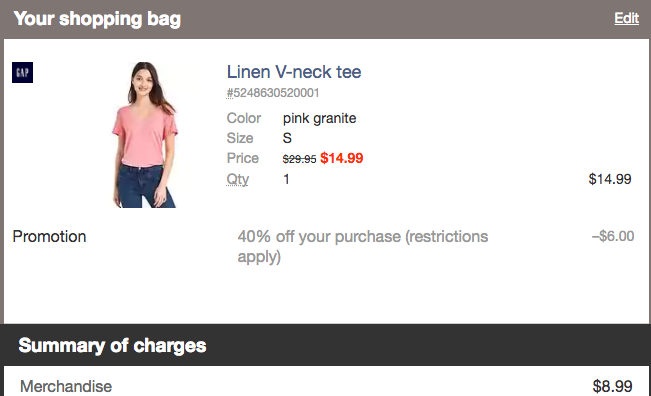 Your shopping bag Edit
GAP
Linen V-neck tee
#5248630520001
Color pink granite
Size S
Price $29.95 $14.99
Qty 1 $14.99
Promotion 40% off your purchase (restrictions –$6.00
apply)
Summary of charges
Merchandise $8.99